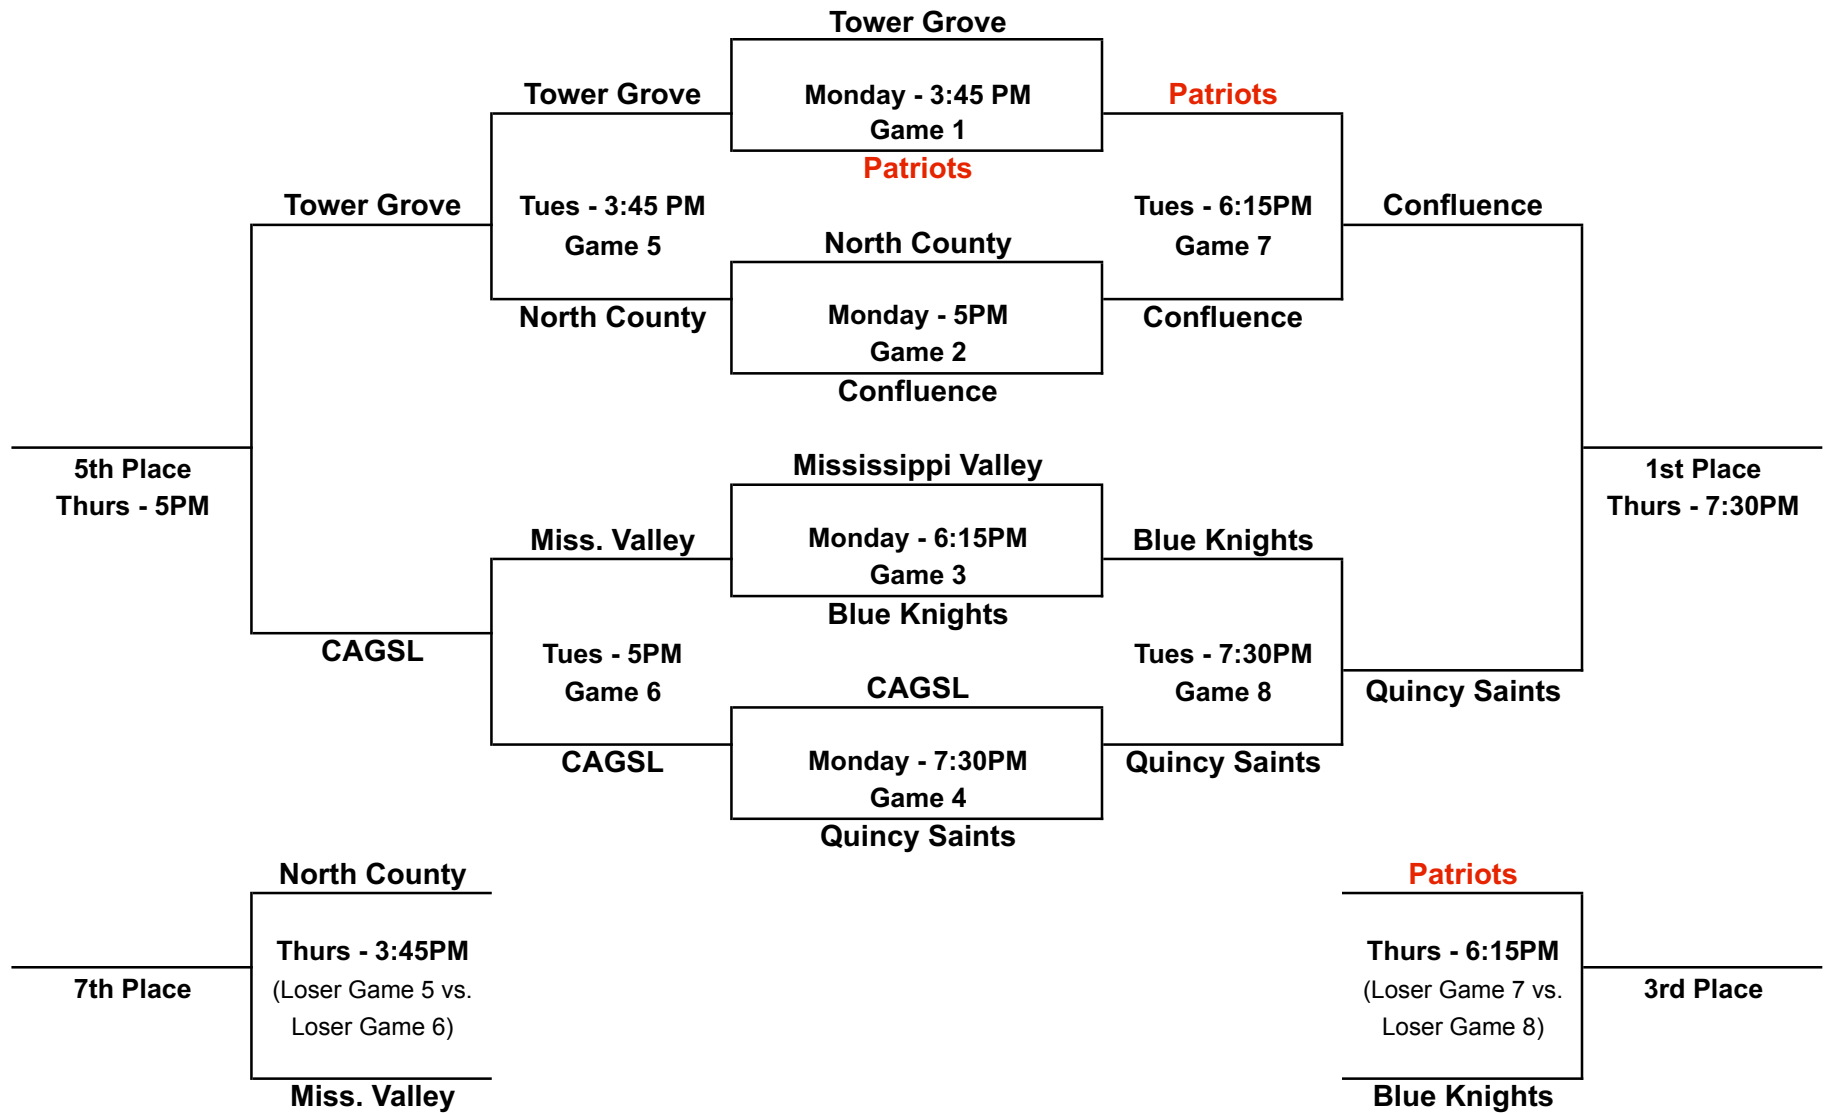 Tower Grove
Tower Grove
Monday - 3:45 PM
Patriots
Game 1
Patriots
Tower Grove
Tues - 3:45 PM
Tues - 6:15PM
Confluence
Game 5
North County
Game 7
North County
Monday - 5PM
Confluence
Game 2
Confluence
5th Place
Mississippi Valley
1st Place
Thurs - 5PM
Thurs - 7:30PM
Miss. Valley
Monday - 6:15PM
Blue Knights
Game 3
Blue Knights
CAGSL
Tues - 5PM
Tues - 7:30PM
Game 6
CAGSL
Game 8
Quincy Saints
CAGSL
Monday - 7:30PM
Quincy Saints
Game 4
Quincy Saints
North County
Patriots
Thurs - 3:45PM
Thurs - 6:15PM
7th Place
(Loser Game 5 vs.
(Loser Game 7 vs.
3rd Place
Loser Game 6)
Loser Game 8)
Miss. Valley
Blue Knights